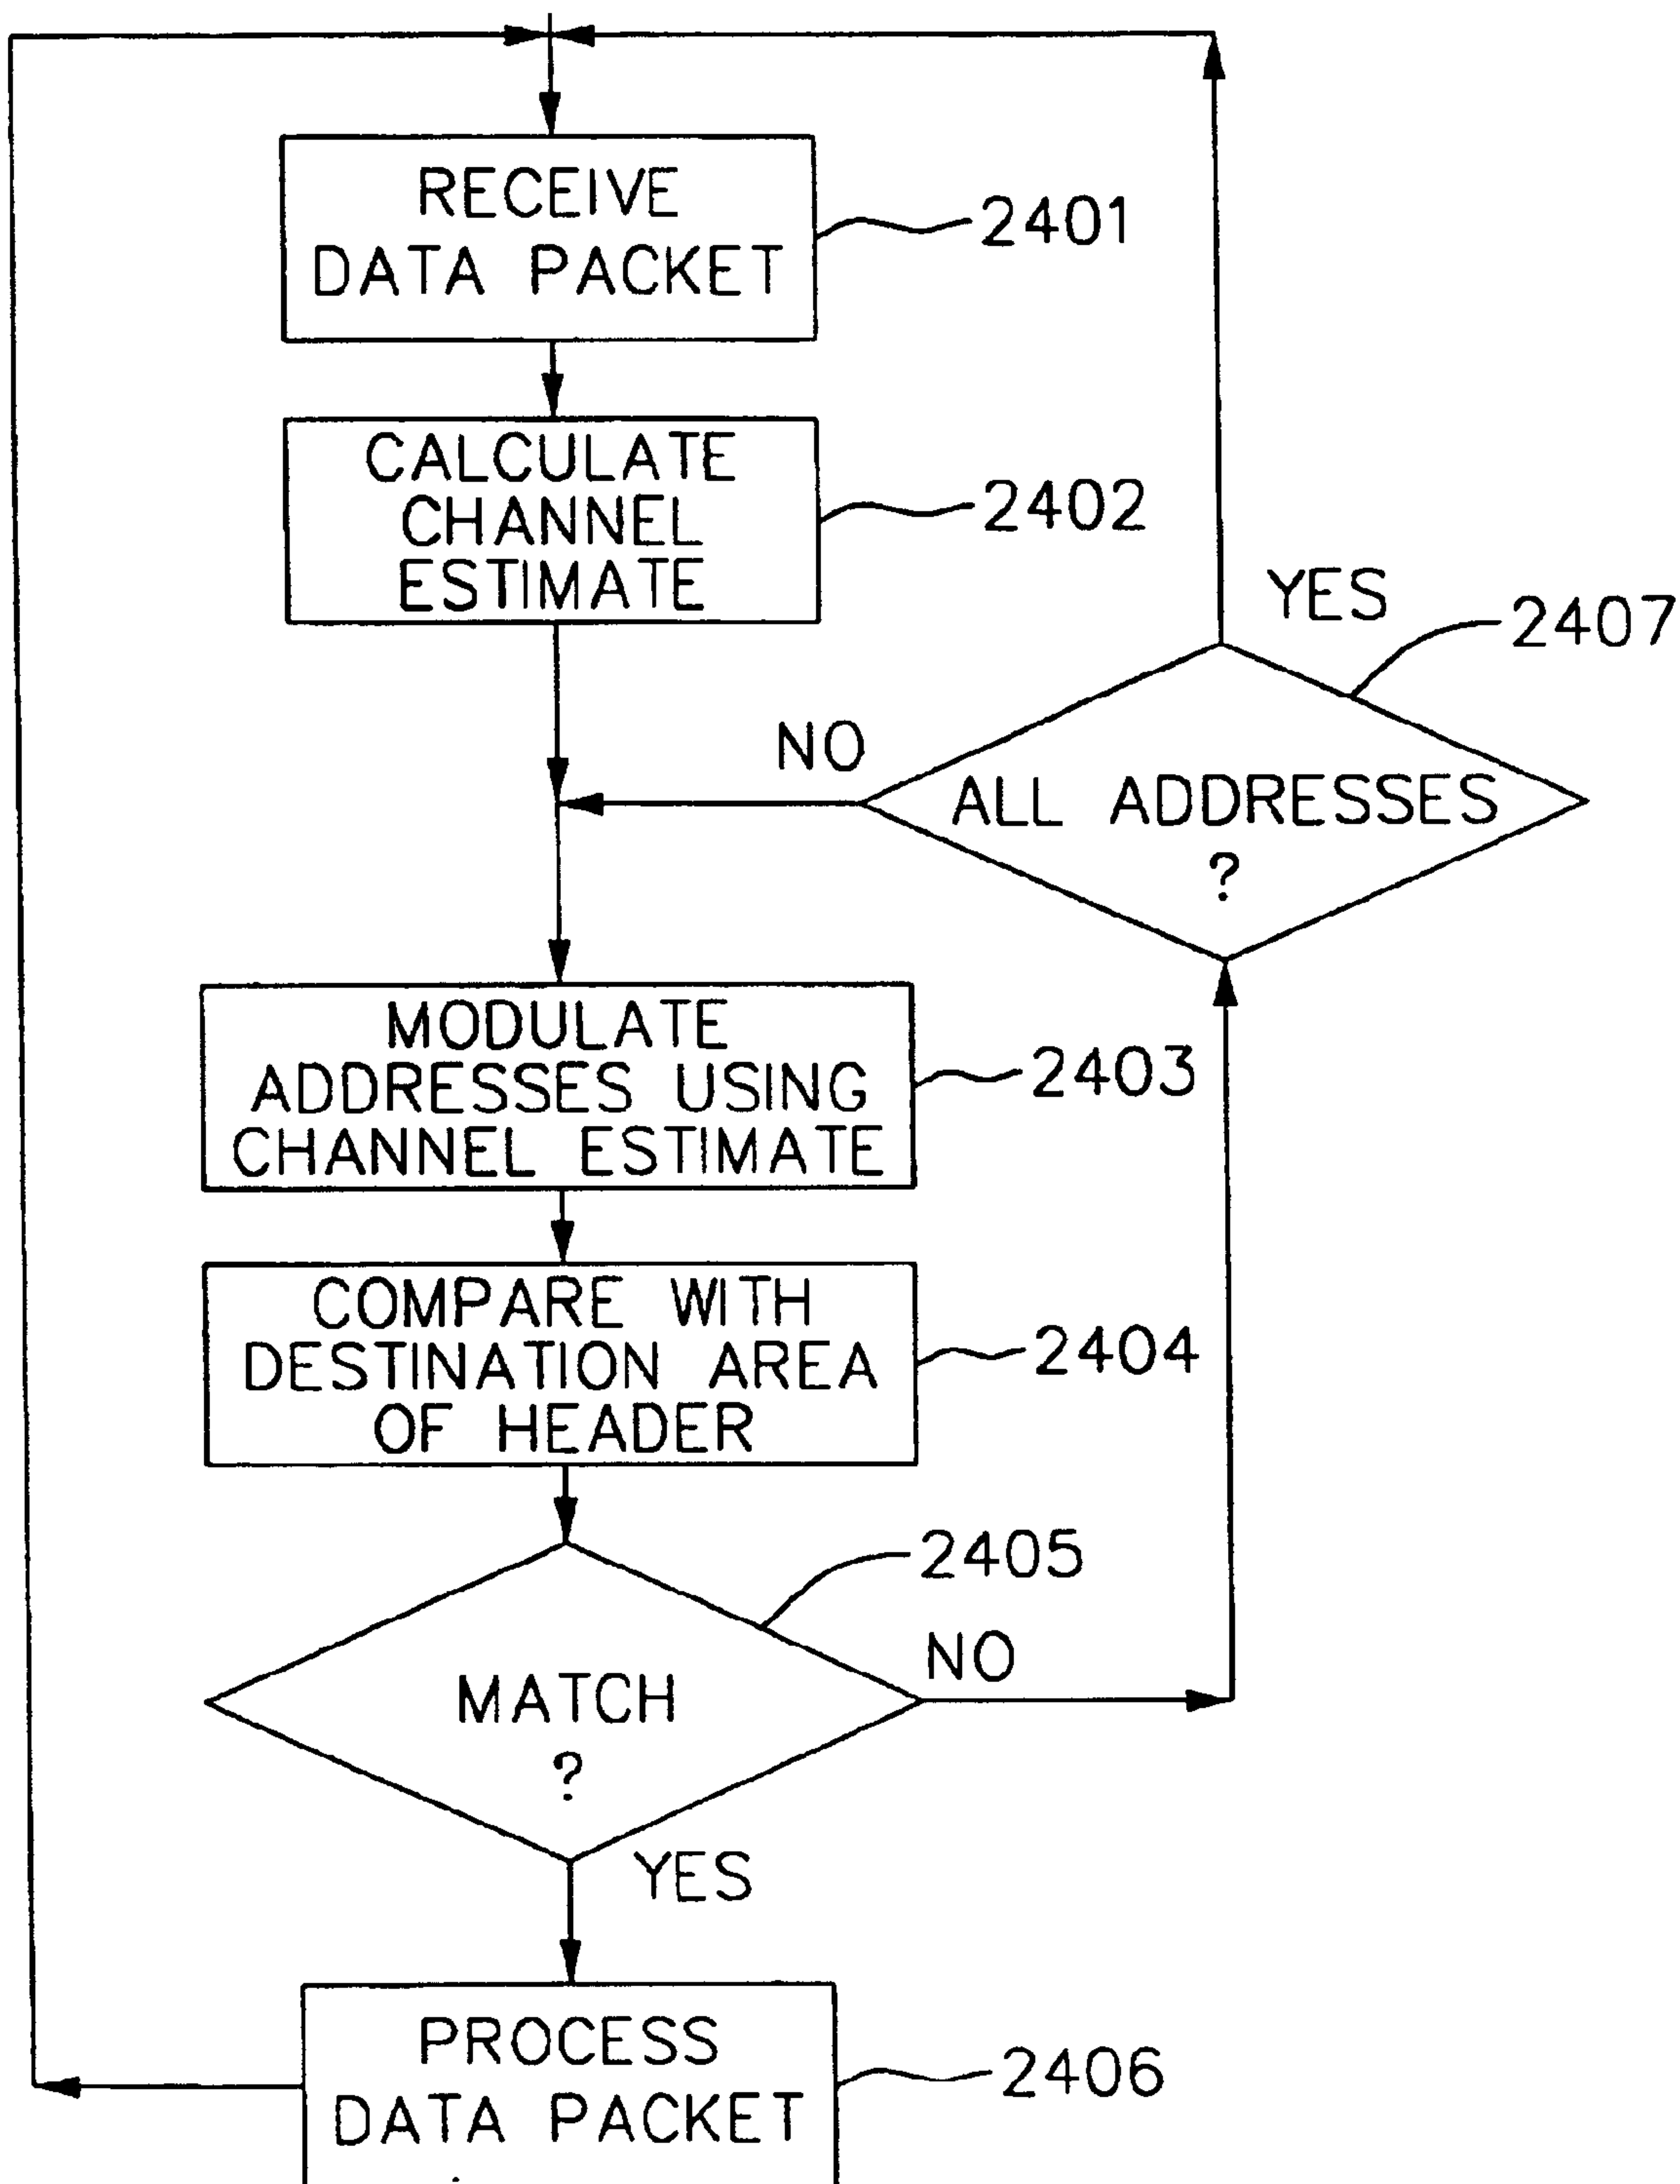 RECEIVE
DATA PACKET
2401
CALCULATE
CHANNEL
ESTIMATE
2402
YES
2407
NO
ALL ADDRESSES
?
MODULATE
ADDRESSES USING
CHANNEL ESTIMATE
2403
COMPARE WITH
DESTINATION AREA
OF HEADER
2404
2405
NO
MATCH
?
YES
PROCESS
DATA PACKET
2406